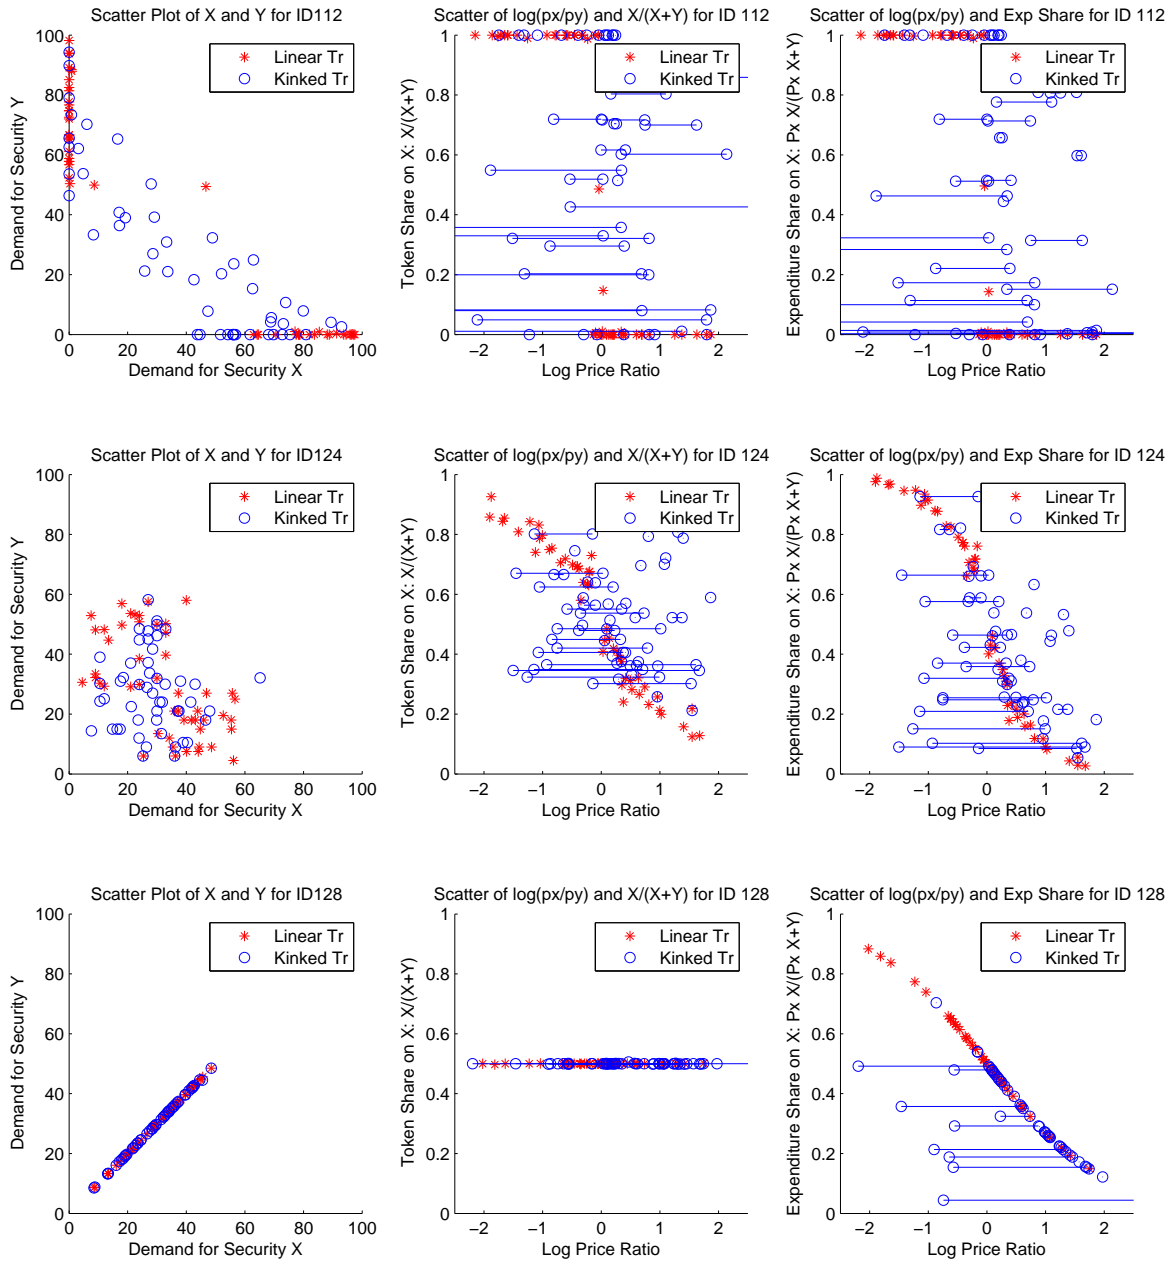 Scatter Plot of X and Y for ID112
100
80
60
40
20
0
0 20 40 60 80 100
Demand for Security Y
Demand for Security X
Linear Tr
Kinked Tr
Scatter of log(px/py) and X/(X+Y) for ID 112
1
0.8
0.6
0.4
0.2
0
−2 −1 0 1 2
Token Share on X: X/(X+Y)
Log Price Ratio
Linear Tr
Kinked Tr
Scatter of log(px/py) and Exp Share for ID 112
1
0.8
0.6
0.4
0.2
0
−2 −1 0 1 2
Expenditure Share on X: Px X/(Px X+Y)
Log Price Ratio
Linear Tr
Kinked Tr
Scatter Plot of X and Y for ID124
100
80
60
40
20
0
0 20 40 60 80 100
Demand for Security Y
Demand for Security X
Linear Tr
Kinked Tr
Scatter of log(px/py) and X/(X+Y) for ID 124
1
0.8
0.6
0.4
0.2
0
−2 −1 0 1 2
Token Share on X: X/(X+Y)
Log Price Ratio
Linear Tr
Kinked Tr
Scatter of log(px/py) and Exp Share for ID 124
1
0.8
0.6
0.4
0.2
0
−2 −1 0 1 2
Expenditure Share on X: Px X/(Px X+Y)
Log Price Ratio
Linear Tr
Kinked Tr
Scatter Plot of X and Y for ID128
100
80
60
40
20
0
0 20 40 60 80 100
Demand for Security Y
Demand for Security X
Linear Tr
Kinked Tr
Scatter of log(px/py) and X/(X+Y) for ID 128
1
0.8
0.6
0.4
0.2
0
−2 −1 0 1 2
Token Share on X: X/(X+Y)
Log Price Ratio
Linear Tr
Kinked Tr
Scatter of log(px/py) and Exp Share for ID 128
1
0.8
0.6
0.4
0.2
0
−2 −1 0 1 2
Expenditure Share on X: Px X/(Px X+Y)
Log Price Ratio
Linear Tr
Kinked Tr